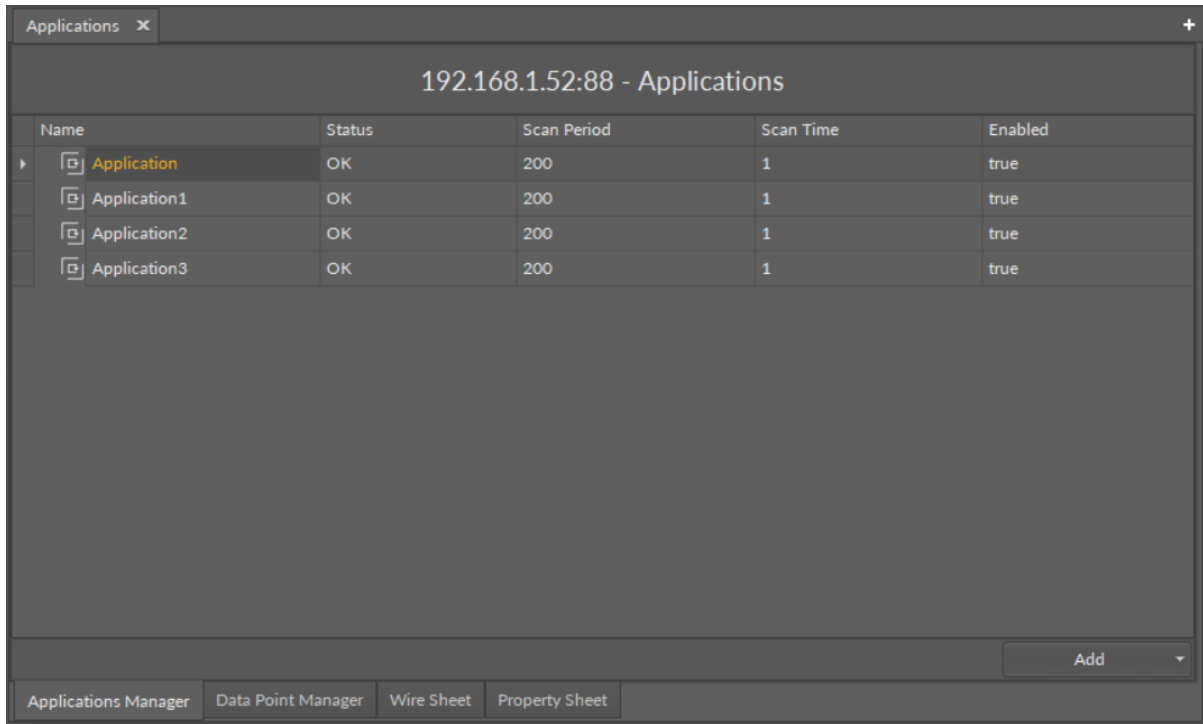 Applications
192.168.1.52:88 - Applications
Name Status Scan Period Scan Time Enabled
Application OK 200 1 true
Application1 OK 200 1 true
Application2 OK 200 1 true
Application3 OK 200 1 true
Add
Applications Manager Data Point Manager Wire Sheet Property Sheet